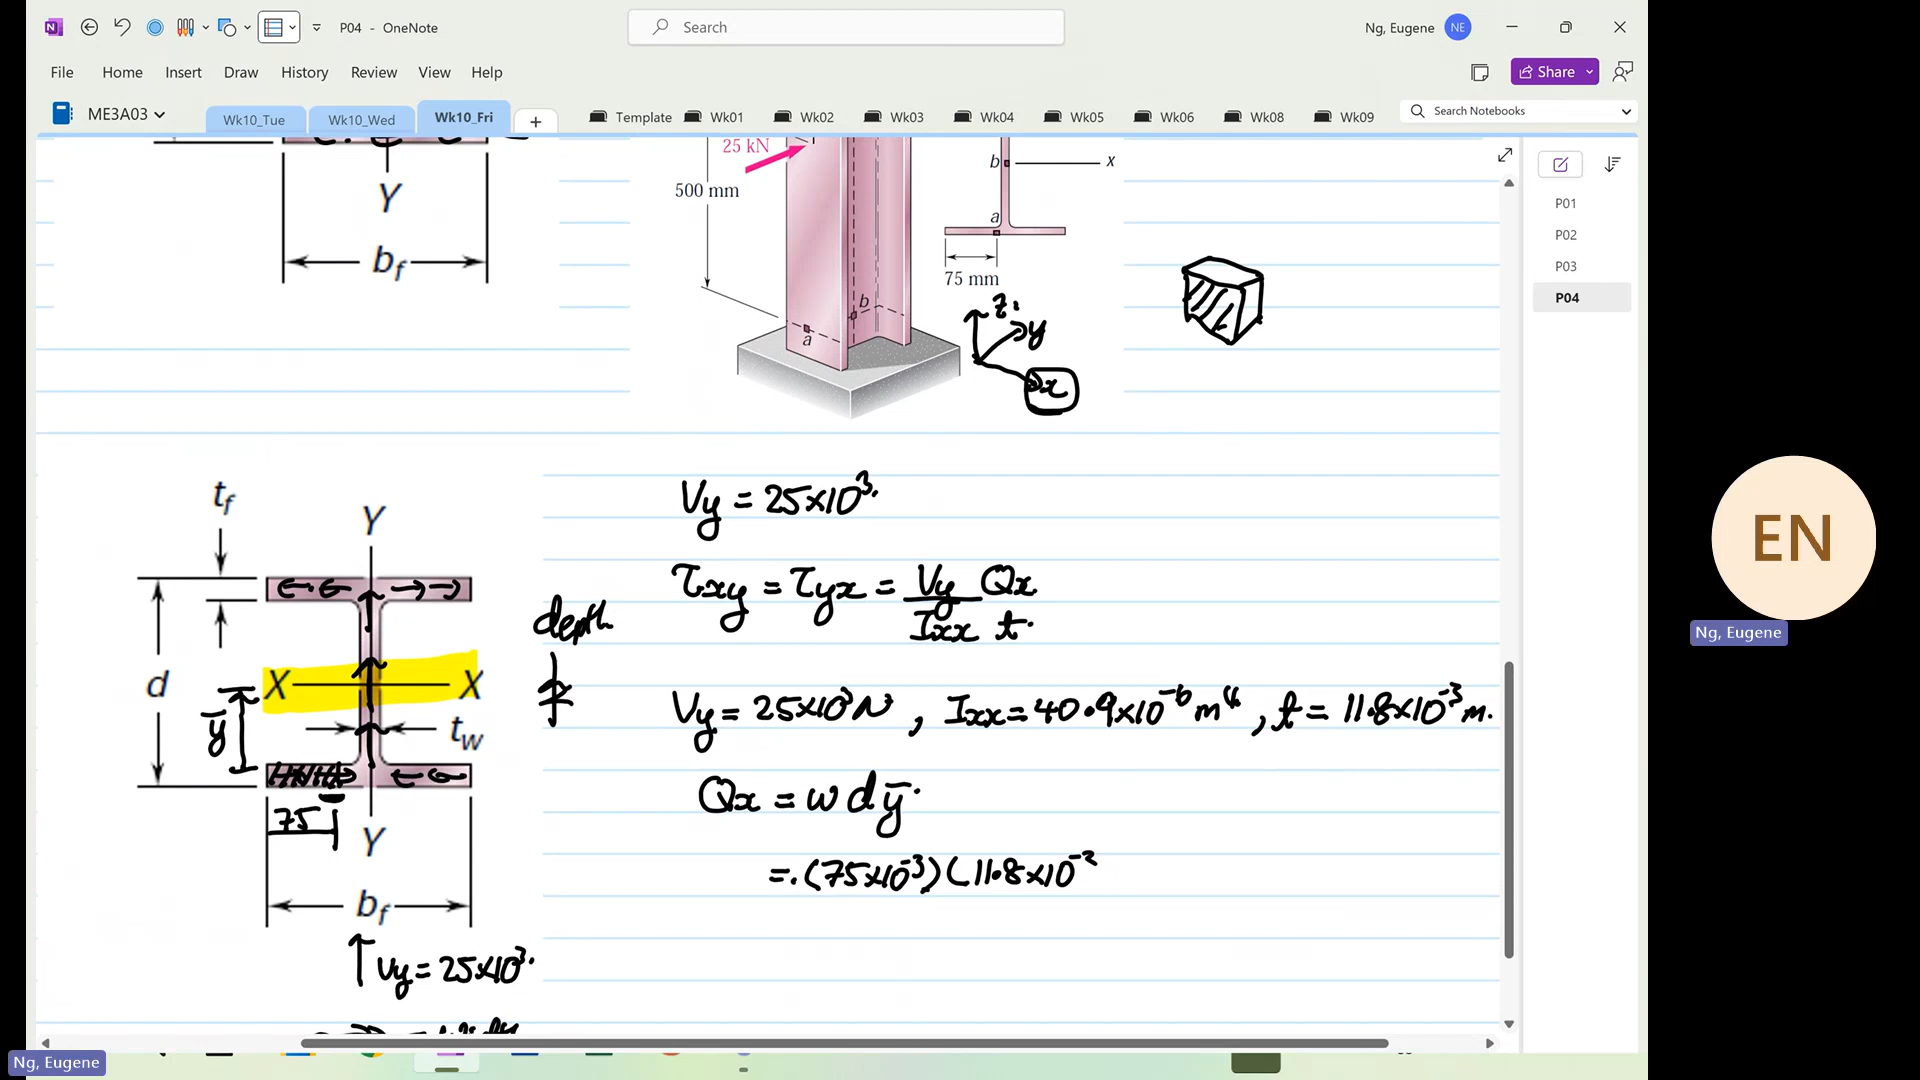 P04 - OneNote
Search
Ng, Eugene
NE
File Home Insert Draw History Review View Help
Share
ME3A03
Wk10_Tue
Wk10_Wed
Wk10_Fri
+
Template
Wk01
Wk02
Wk03
Wk04
Wk05
Wk06
Wk08
Wk09
Search Notebooks
P01
P02
P03
P04
Y
bf
25 kN
500 mm
b
x
a
75 mm
b
a
z
y
x
tf
Y
d
X
X
ȳ
tw
75
Y
bf
depth
Vy = 25×10³
Vy = 25×10³
τxy = τyx = Vy Qx / Ixx t
Vy = 25×10³N , Ixx = 40.9×10⁻⁶ m⁴ , t = 11.8×10⁻³ m.
Qx = w d ȳ
= (75×10⁻³)(11.8×10⁻²
EN
Ng, Eugene
Ng, Eugene